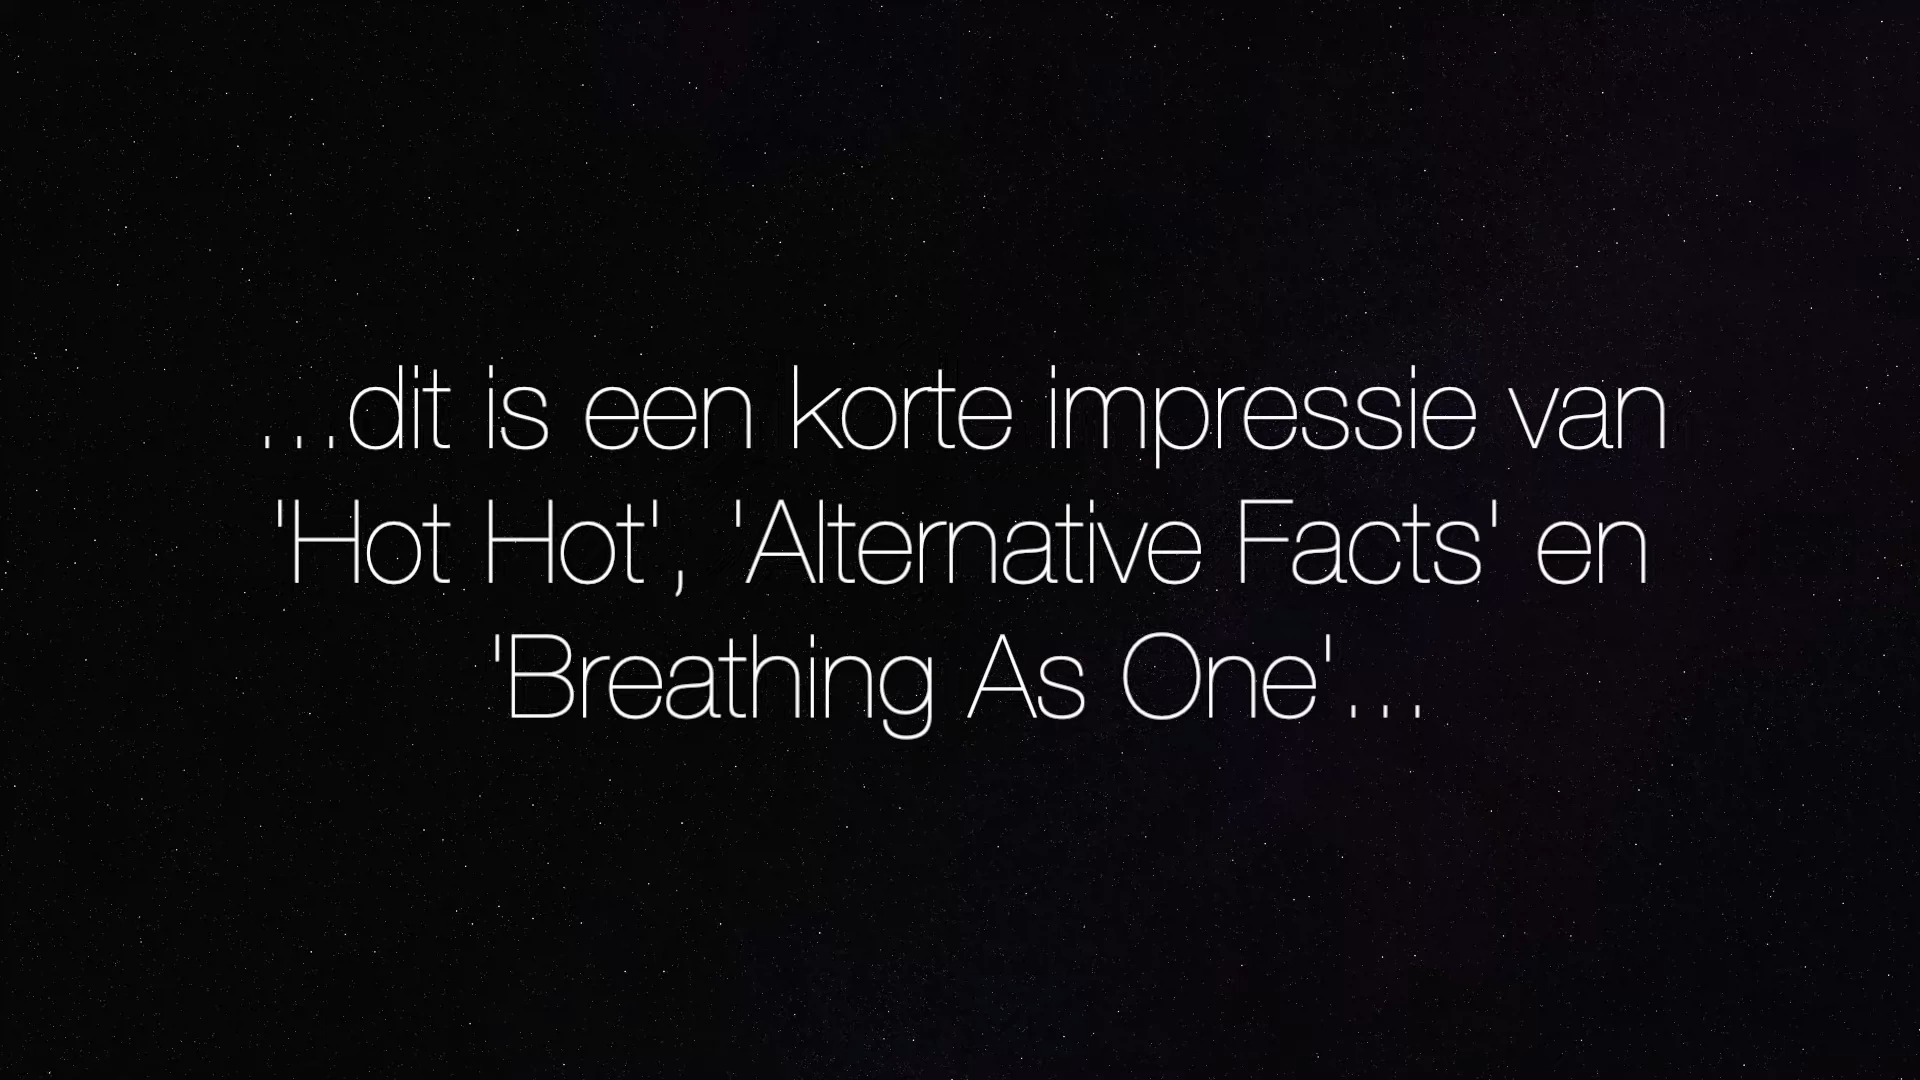 ...dit is een korte impressie van
'Hot Hot', 'Alternative Facts' en
'Breathing As One'...